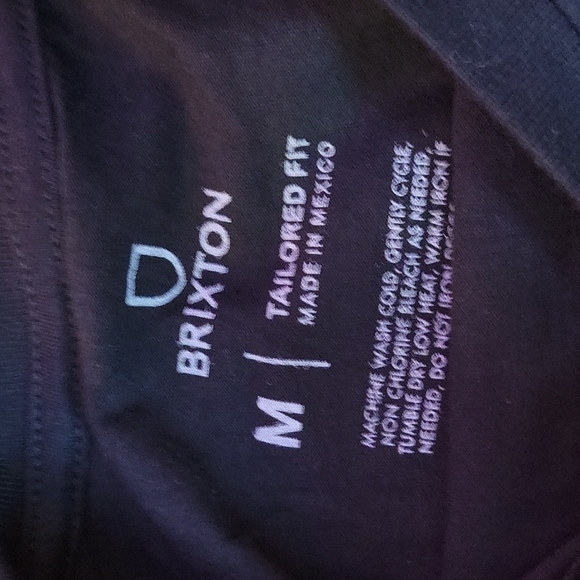 BRIXTON
M | TAILORED FIT
MADE IN MEXICO
MACHINE WASH COLD, GENTLY CYCLE,
NON CHLORINE BLEACH AS NEEDED,
TUMBLE DRY LOW HEAT, WARM IRON IF
NEEDED, DO NOT IRON